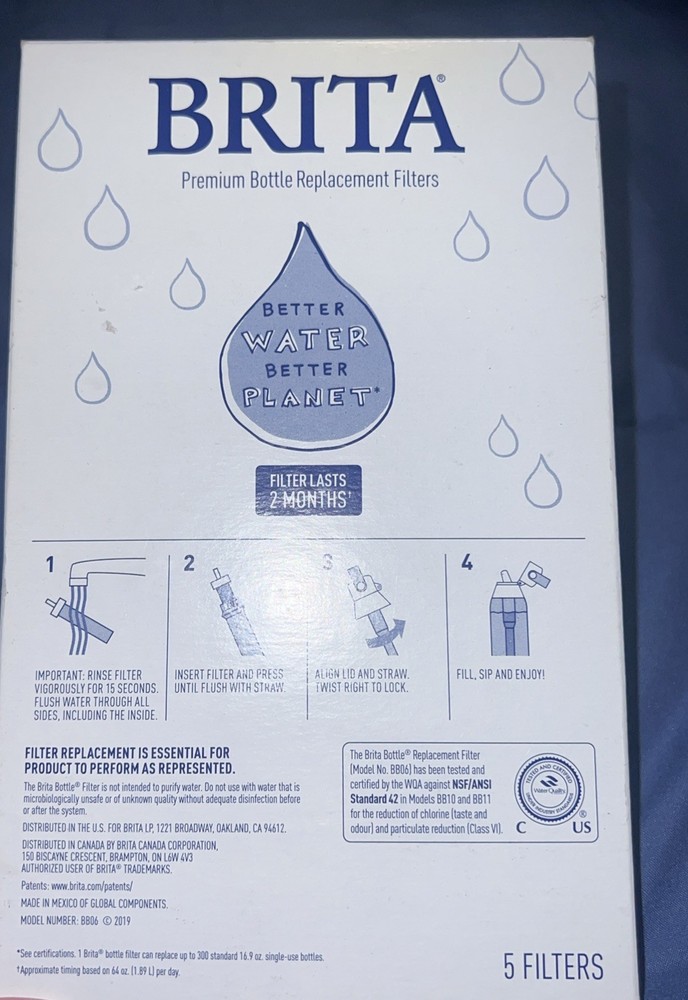 BRITA®
Premium Bottle Replacement Filters
BETTER
WATER
BETTER
PLANET*
FILTER LASTS
2 MONTHS†
1
IMPORTANT: RINSE FILTER
VIGOROUSLY FOR 15 SECONDS.
FLUSH WATER THROUGH ALL
SIDES, INCLUDING THE INSIDE.
2
INSERT FILTER AND PRESS
UNTIL FLUSH WITH STRAW.
3
ALIGN LID AND STRAW.
TWIST RIGHT TO LOCK.
4
FILL, SIP AND ENJOY!
FILTER REPLACEMENT IS ESSENTIAL FOR
PRODUCT TO PERFORM AS REPRESENTED.
The Brita Bottle® Filter is not intended to purify water. Do not use with water that is
microbiologically unsafe or of unknown quality without adequate disinfection before
or after the system.
DISTRIBUTED IN THE U.S. FOR BRITA LP, 1221 BROADWAY, OAKLAND, CA 94612.
DISTRIBUTED IN CANADA BY BRITA CANADA CORPORATION,
150 BISCAYNE CRESCENT, BRAMPTON, ON L6W 4V3
AUTHORIZED USER OF BRITA® TRADEMARKS.
Patents: www.brita.com/patents/
MADE IN MEXICO OF GLOBAL COMPONENTS.
MODEL NUMBER: BB06 © 2019
The Brita Bottle® Replacement Filter
(Model No. BB06) has been tested and
certified by the WQA against NSF/ANSI
Standard 42 in Models BB10 and BB11
for the reduction of chlorine (taste and
odour) and particulate reduction (Class VI).
TESTED AND CERTIFIED
Water Quality
UNDER INDUSTRY STANDARDS
®
C US
*See certifications. 1 Brita® bottle filter can replace up to 300 standard 16.9 oz. single-use bottles.
†Approximate timing based on 64 oz. (1.89 L) per day.
5 FILTERS